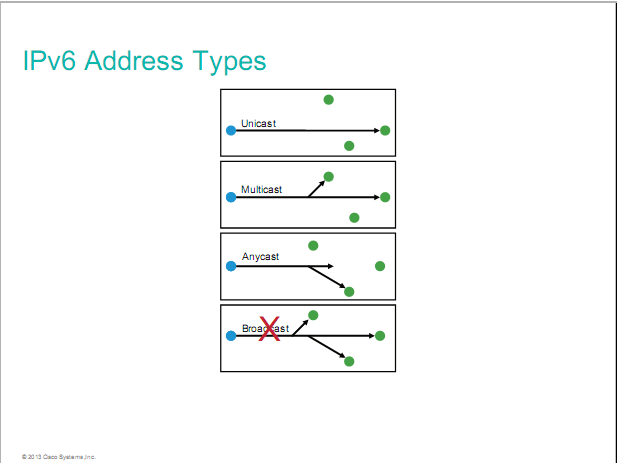 IPv6 Address Types
Unicast
Multicast
Anycast
Broadcast
X
© 2013 Cisco Systems, Inc.